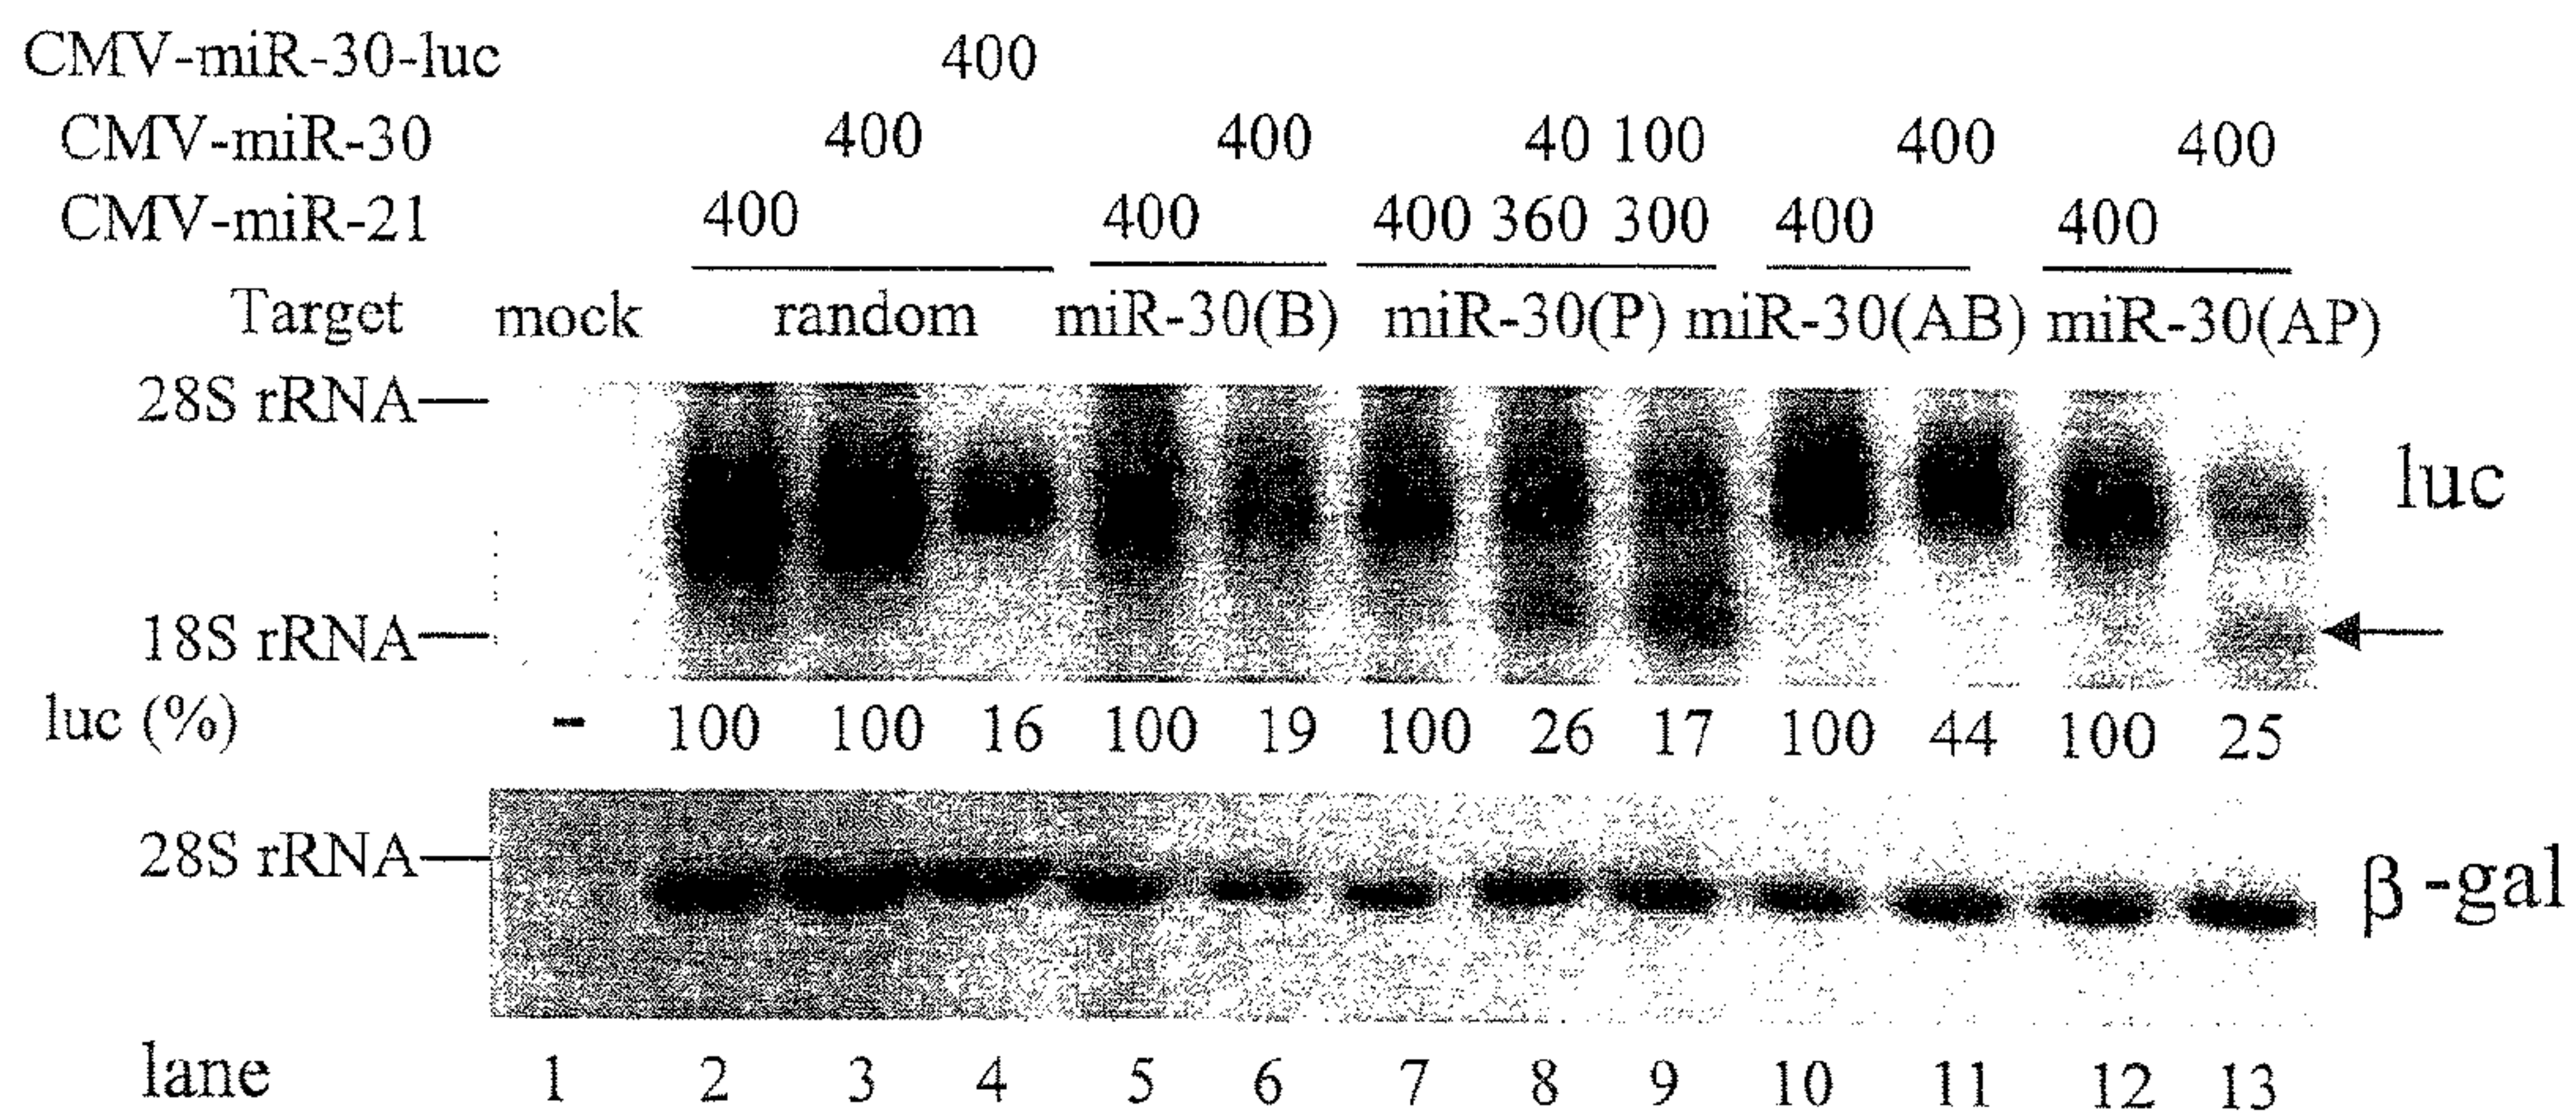 CMV-miR-30-luc 400
CMV-miR-30 400 400 40 100 400 400
CMV-miR-21 400 400 400 360 300 400 400
Target mock random miR-30(B) miR-30(P) miR-30(AB) miR-30(AP)
28S rRNA
luc
18S rRNA
luc (%) - 100 100 16 100 19 100 26 17 100 44 100 25
28S rRNA
β-gal
lane 1 2 3 4 5 6 7 8 9 10 11 12 13